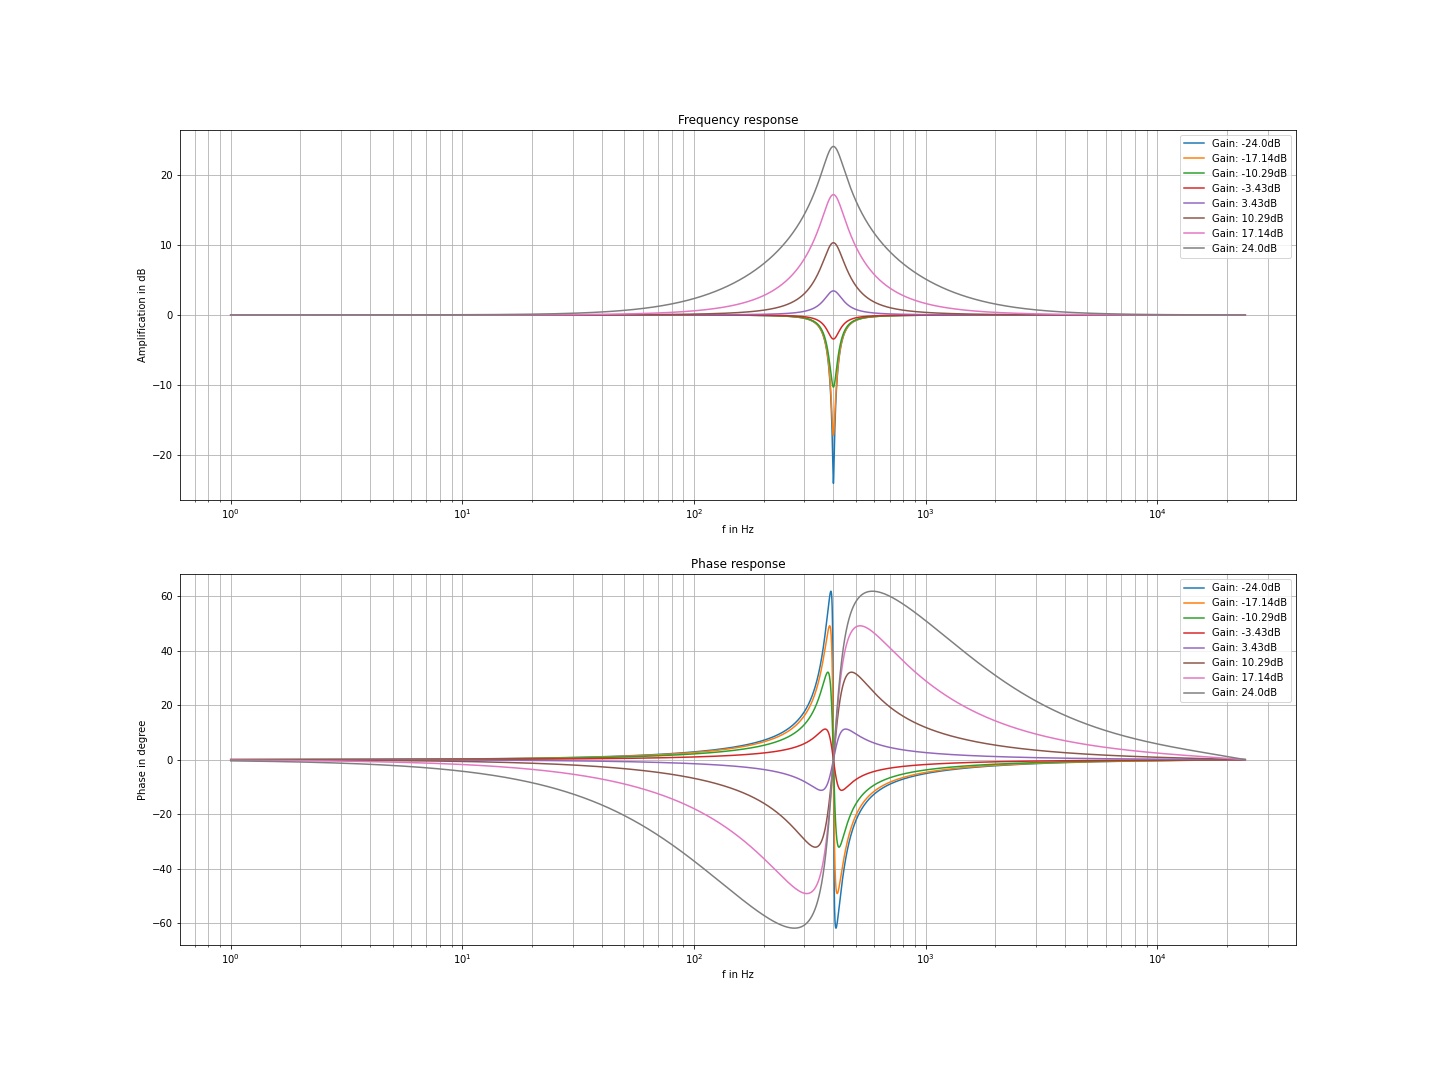 Frequency response
Amplification in dB
20
10
0
−10
−20
10⁰
10¹
10²
10³
10⁴
f in Hz
Gain: -24.0dB
Gain: -17.14dB
Gain: -10.29dB
Gain: -3.43dB
Gain: 3.43dB
Gain: 10.29dB
Gain: 17.14dB
Gain: 24.0dB
Phase response
Phase in degree
60
40
20
0
−20
−40
−60
10⁰
10¹
10²
10³
10⁴
f in Hz
Gain: -24.0dB
Gain: -17.14dB
Gain: -10.29dB
Gain: -3.43dB
Gain: 3.43dB
Gain: 10.29dB
Gain: 17.14dB
Gain: 24.0dB